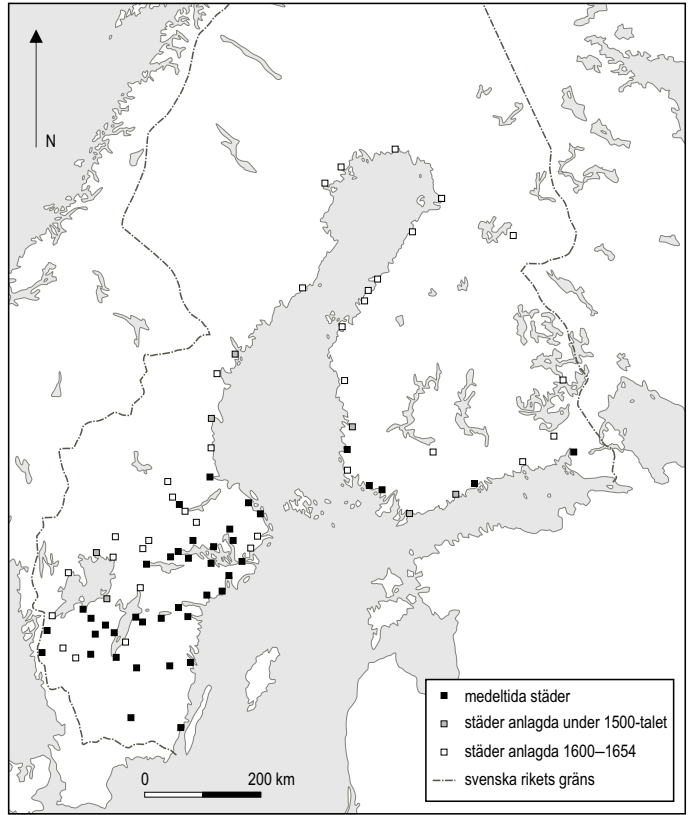 N
medeltida städer
städer anlagda under 1500-talet
städer anlagda 1600–1654
svenska rikets gräns
0 200 km